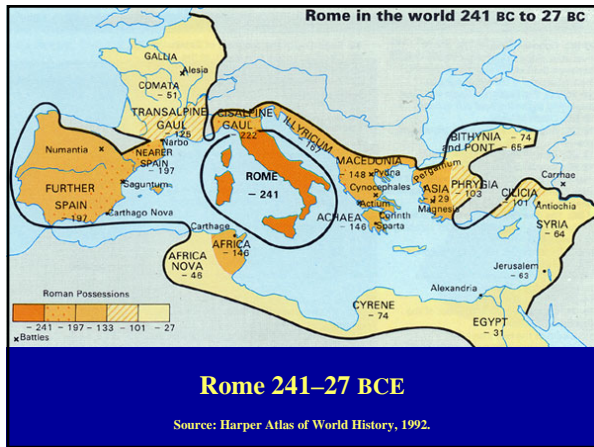 Rome in the world 241 BC to 27 BC
GALLIA
Alesia
COMATA
- 51
TRANSALPINE
GAUL
- 125
CISALPINE
GAUL
222
ILLYRICUM
167
Narbo
NEARER
SPAIN
- 197
Numantia
FURTHER
SPAIN
- 197
Saguntum
Carthago Nova
ROME
- 241
MACEDONIA
148
Pydna
Cynocephales
Actium
ACHAEA
- 146
Corinth
Sparta
Pergamum
ASIA
- 129
Magnesia
PHRYGIA
- 103
BITHYNIA - 74
and PONT - 65
CILICIA
- 101
Carrhae
Antiochia
SYRIA
- 64
Jerusalem
- 63
Alexandria
EGYPT
- 31
CYRENE
- 74
Carthage
AFRICA
- 146
AFRICA
NOVA
- 46
Roman Possessions
- 241 - 197 - 133 - 101 - 27
Battles
Rome 241–27 BCE
Source: Harper Atlas of World History, 1992.